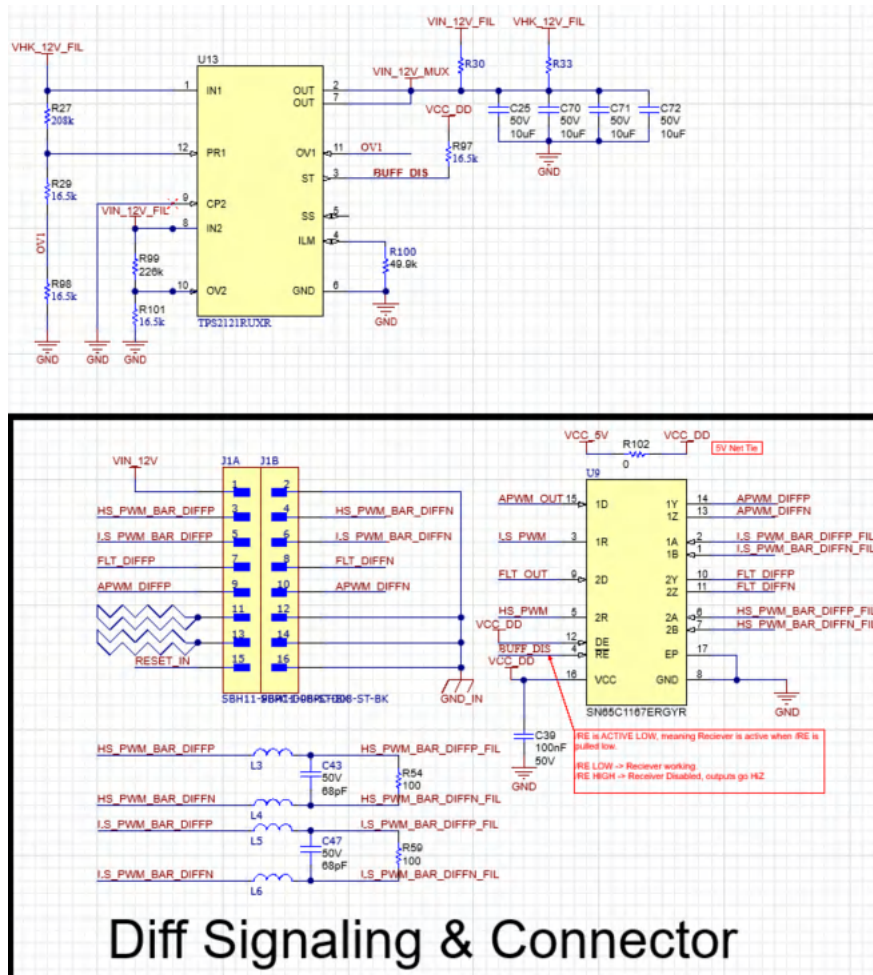 VIN_12V_FIL VHK_12V_FIL
VHK_12V_FIL
U13
R30 R33
VIN_12V_MUX
1 IN1 OUT 2
OUT 7
VCC_DD
R27
208k
C25 C70 C71 C72
50V 50V 50V 50V
10uF 10uF 10uF 10uF
12 PR1 OV1 11 OV1
R97
16.5k
GND
R29
16.5k
ST 3 BUFF_DIS
9 CP2
VIN_12V_FIL
8 IN2 SS 5
OV1
ILM 4
R99
226k
R100
49.9k
R98
16.5k
10 OV2 GND 6
R101
16.5k
TPS2121RUXR
GND
GND GND GND
VCC_5V R102 VCC_DD
0
5V Net Tie
VIN_12V J1A J1B
U9
1 2
HS_PWM_BAR_DIFFP 3 4 HS_PWM_BAR_DIFFN
LS_PWM_BAR_DIFFP 5 6 LS_PWM_BAR_DIFFN
FLT_DIFFP 7 8 FLT_DIFFN
APWM_DIFFP 9 10 APWM_DIFFN
11 12
13 14
RESET_IN 15 16
GND_IN
APWM_OUT 15 1D 1Y 14 APWM_DIFFP
1Z 13 APWM_DIFFN
LS_PWM 3 1R 1A 2 LS_PWM_BAR_DIFFP_FIL
1B 1 LS_PWM_BAR_DIFFN_FIL
FLT_OUT 9 2D 2Y 10 FLT_DIFFP
2Z 11 FLT_DIFFN
HS_PWM 5 2R 2A 6 HS_PWM_BAR_DIFFP_FIL
VCC_DD 2B 7 HS_PWM_BAR_DIFFN_FIL
12 DE
BUFF_DIS 4 RE EP 17
VCC_DD 16 VCC GND 8
SN65C1167ERGYR
GND
C39
100nF
50V
GND
/RE is ACTIVE LOW, meaning Reciever is active when /RE is
pulled low.
/RE LOW -> Reciever working.
/RE HIGH -> Receiver Disabled, outputs go HiZ
HS_PWM_BAR_DIFFP HS_PWM_BAR_DIFFP_FIL
L3 C43 R54
50V 100
68pF
HS_PWM_BAR_DIFFN HS_PWM_BAR_DIFFN_FIL
L4
LS_PWM_BAR_DIFFP L5 LS_PWM_BAR_DIFFP_FIL
C47 R59
50V 100
68pF
LS_PWM_BAR_DIFFN LS_PWM_BAR_DIFFN_FIL
L6
Diff Signaling & Connector